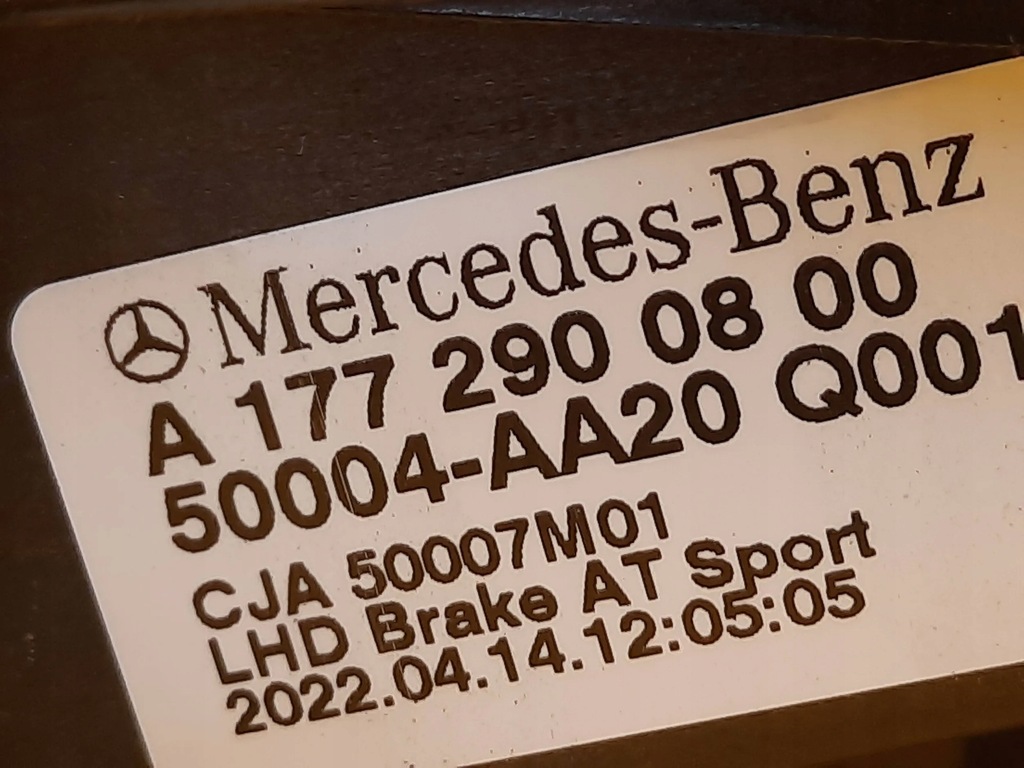 Mercedes-Benz
A 177 290 08 00
50004-AA20 Q001
CJA 50007M01
LHD Brake AT Sport
2022.04.14.12:05:05